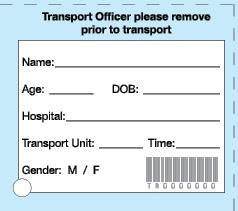 Transport Officer please remove
prior to transport
Name:
Age: DOB:
Hospital:
Transport Unit: Time:
Gender: M / F
TR0000000